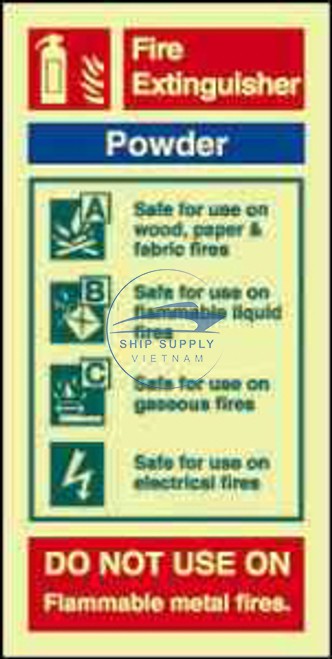 Fire
Extinguisher
Powder
A
Safe for use on
wood, paper &
fabric fires
B
Safe for use on
flammable liquid
fires
SHIP SUPPLY
VIETNAM
C
Safe for use on
gaseous fires
Safe for use on
electrical fires
DO NOT USE ON
Flammable metal fires.